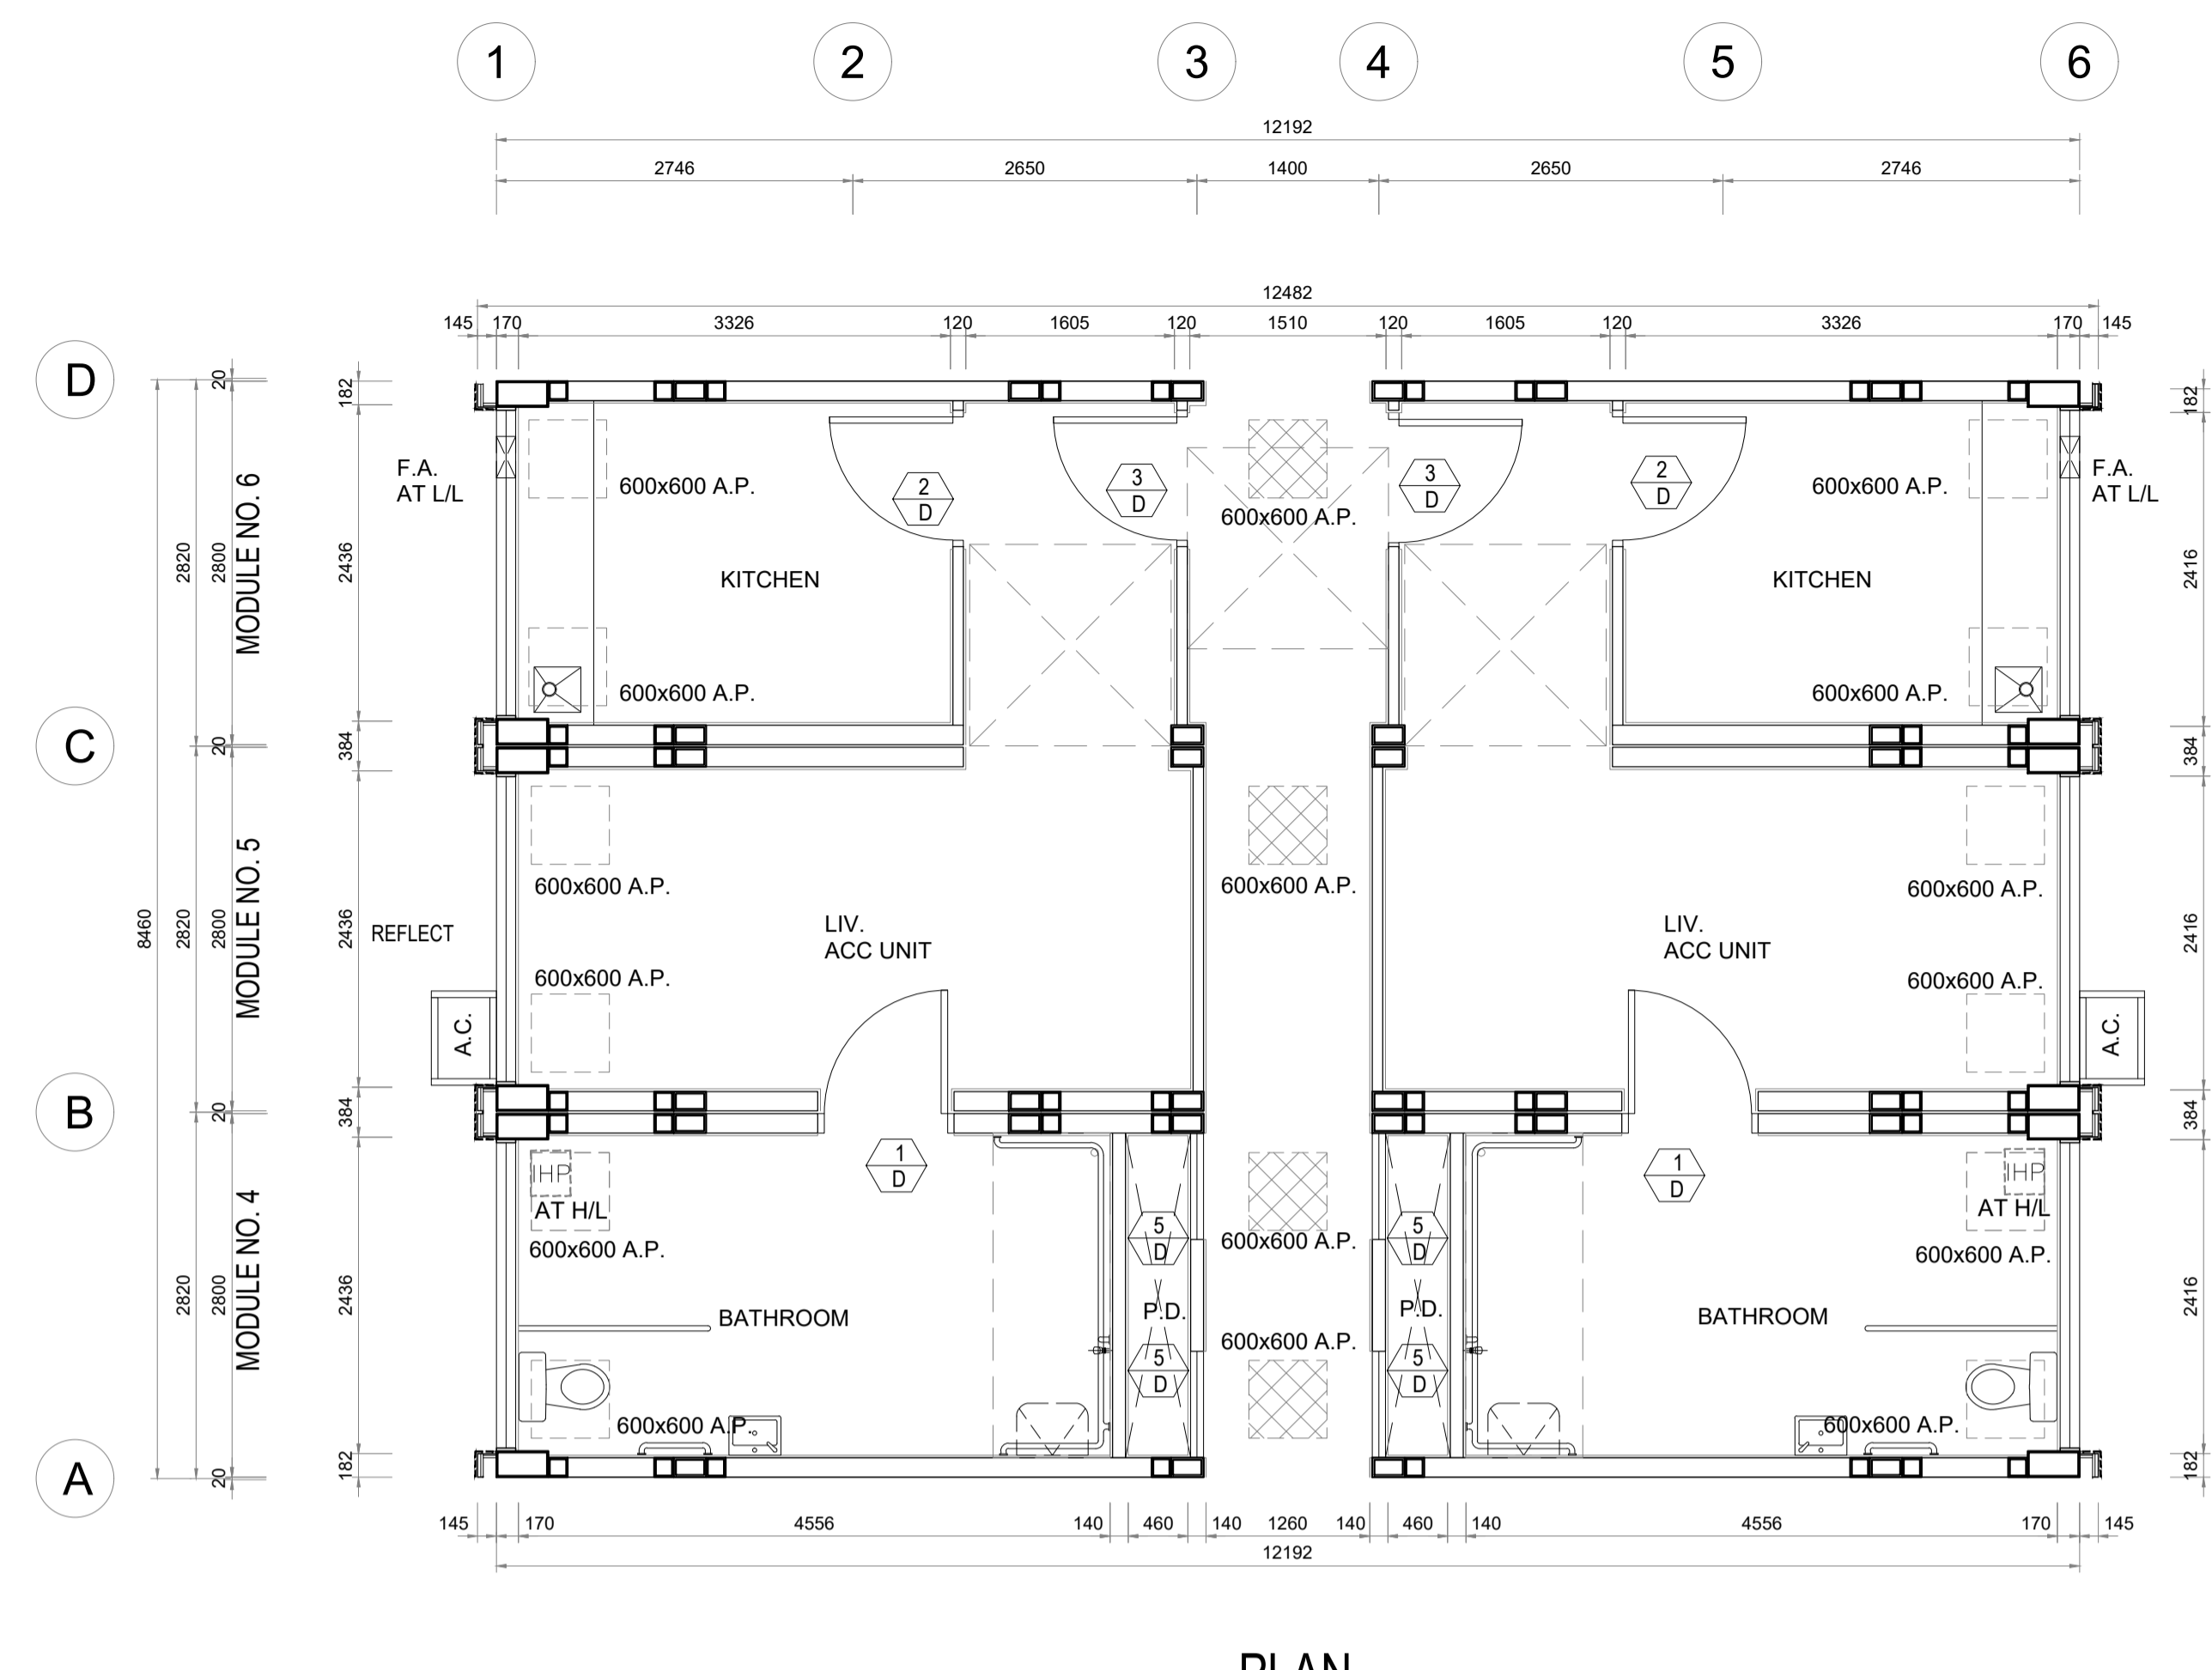 1 2 3 4 5 6
12192
2746 2650 1400 2650 2746
12482
145 170 3326 120 1605 120 1510 120 1605 120 3326 170 145
D
20
182
182
F.A.
AT L/L
600x600 A.P.
2
D
3
D
600x600 A.P.
3
D
2
D
600x600 A.P.
F.A.
AT L/L
2820
2800
MODULE NO. 6
2436
KITCHEN
KITCHEN
2416
600x600 A.P.
600x600 A.P.
C
20
384
384
600x600 A.P.
600x600 A.P.
600x600 A.P.
8460
2820
2800
MODULE NO. 5
2436
REFLECT
LIV.
ACC UNIT
LIV.
ACC UNIT
2416
600x600 A.P.
600x600 A.P.
A.C.
A.C.
B
20
384
384
1
D
1
D
HP
AT H/L
600x600 A.P.
5
D
600x600 A.P.
5
D
HP
AT H/L
600x600 A.P.
2820
2800
MODULE NO. 4
2436
BATHROOM
P.D.
P.D.
BATHROOM
2416
600x600 A.P.
5
D
5
D
600x600 A.P.
600x600 A.P.
A
20
182
182
145 170 4556 140 460 140 1260 140 460 140 4556 170 145
12192
PLAN